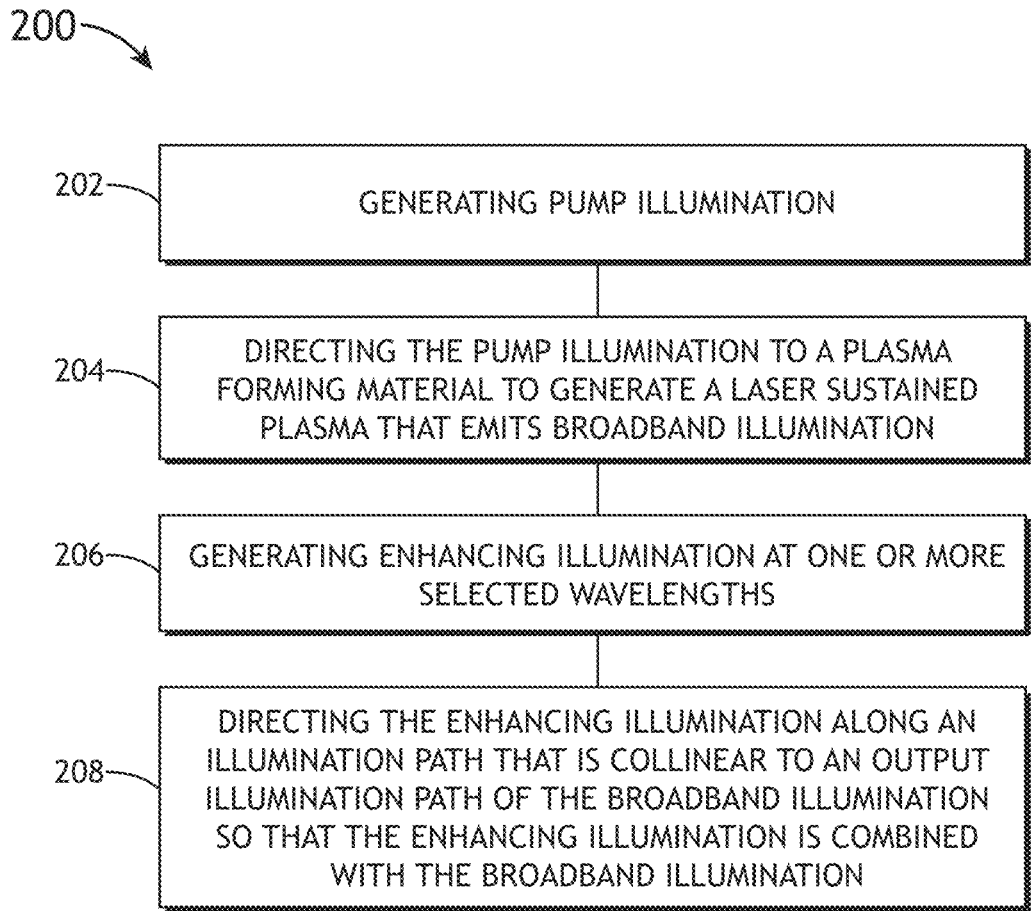 200
202
GENERATING PUMP ILLUMINATION
204
DIRECTING THE PUMP ILLUMINATION TO A PLASMA
FORMING MATERIAL TO GENERATE A LASER SUSTAINED
PLASMA THAT EMITS BROADBAND ILLUMINATION
206
GENERATING ENHANCING ILLUMINATION AT ONE OR MORE
SELECTED WAVELENGTHS
208
DIRECTING THE ENHANCING ILLUMINATION ALONG AN
ILLUMINATION PATH THAT IS COLLINEAR TO AN OUTPUT
ILLUMINATION PATH OF THE BROADBAND ILLUMINATION
SO THAT THE ENHANCING ILLUMINATION IS COMBINED
WITH THE BROADBAND ILLUMINATION